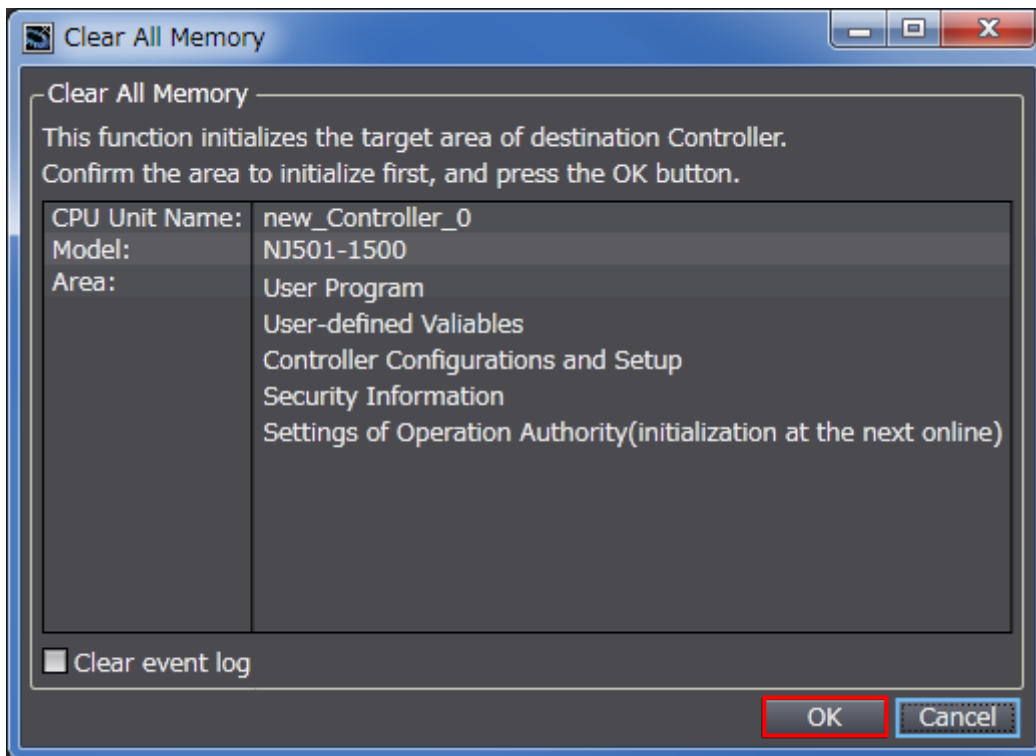 Clear All Memory
Clear All Memory
This function initializes the target area of destination Controller.
Confirm the area to initialize first, and press the OK button.
CPU Unit Name: new_Controller_0
Model: NJ501-1500
Area: User Program
User-defined Valiables
Controller Configurations and Setup
Security Information
Settings of Operation Authority(initialization at the next online)
Clear event log
OK Cancel